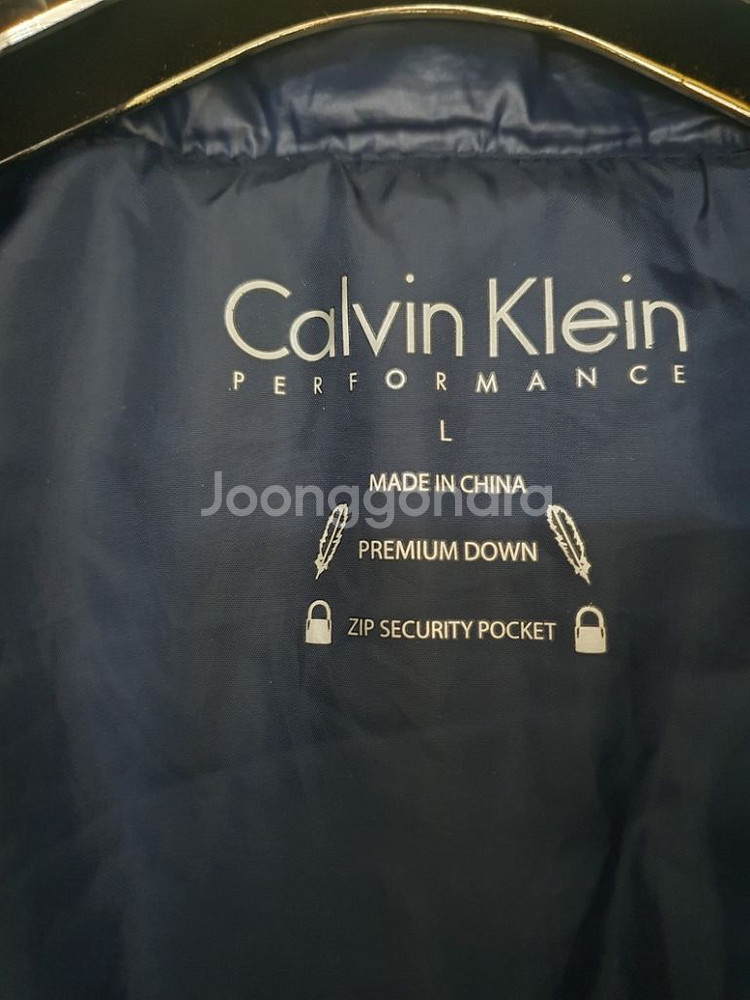 Calvin Klein
PERFORMANCE
L
MADE IN CHINA
Joonggonara
PREMIUM DOWN
ZIP SECURITY POCKET